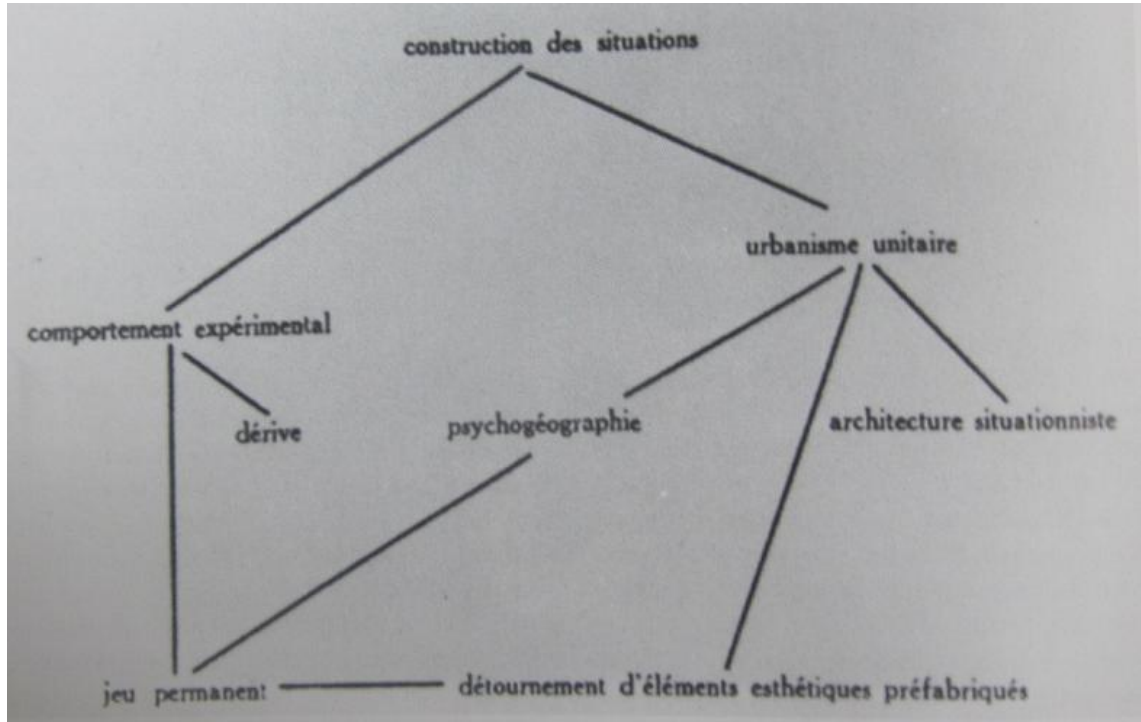 construction des situations
urbanisme unitaire
comportement expérimental
dérive
psychogéographie
architecture situationniste
jeu permanent
détournement d'éléments esthétiques préfabriqués